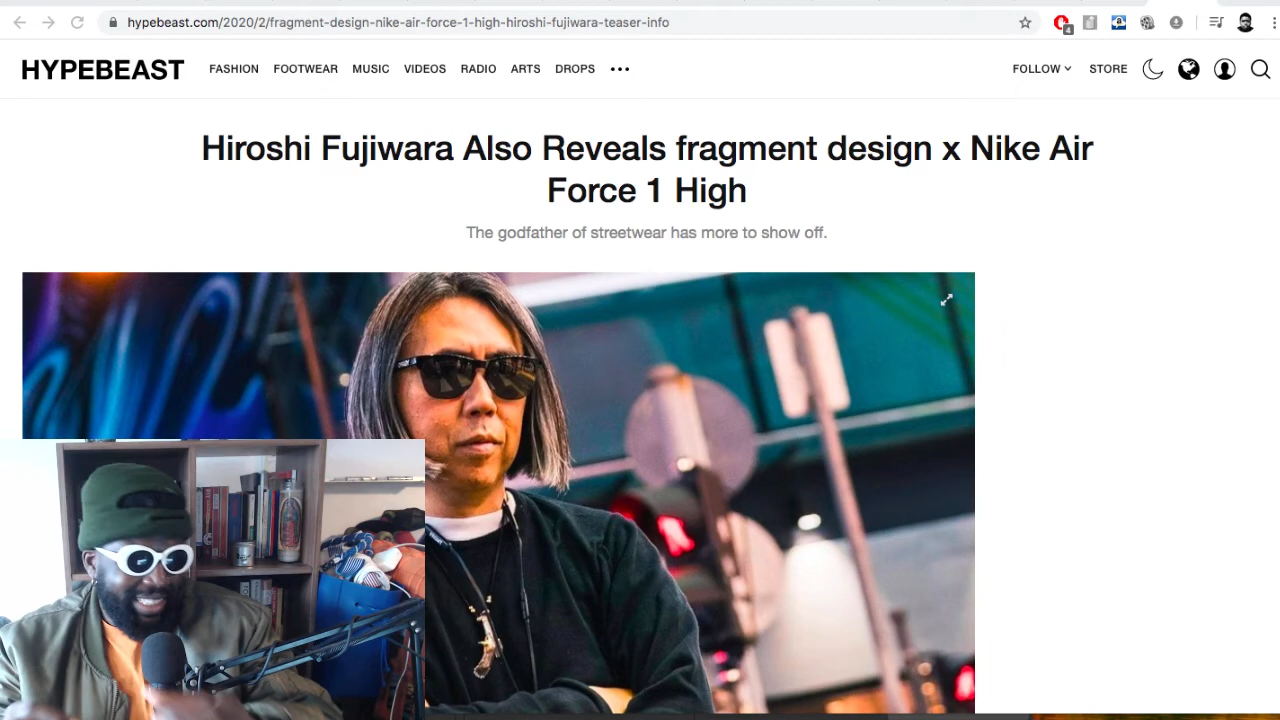 hypebeast.com/2020/2/fragment-design-nike-air-force-1-high-hiroshi-fujiwara-teaser-info
4
HYPEBEAST FASHION FOOTWEAR MUSIC VIDEOS RADIO ARTS DROPS ••• FOLLOW STORE
Hiroshi Fujiwara Also Reveals fragment design x Nike Air
Force 1 High
The godfather of streetwear has more to show off.